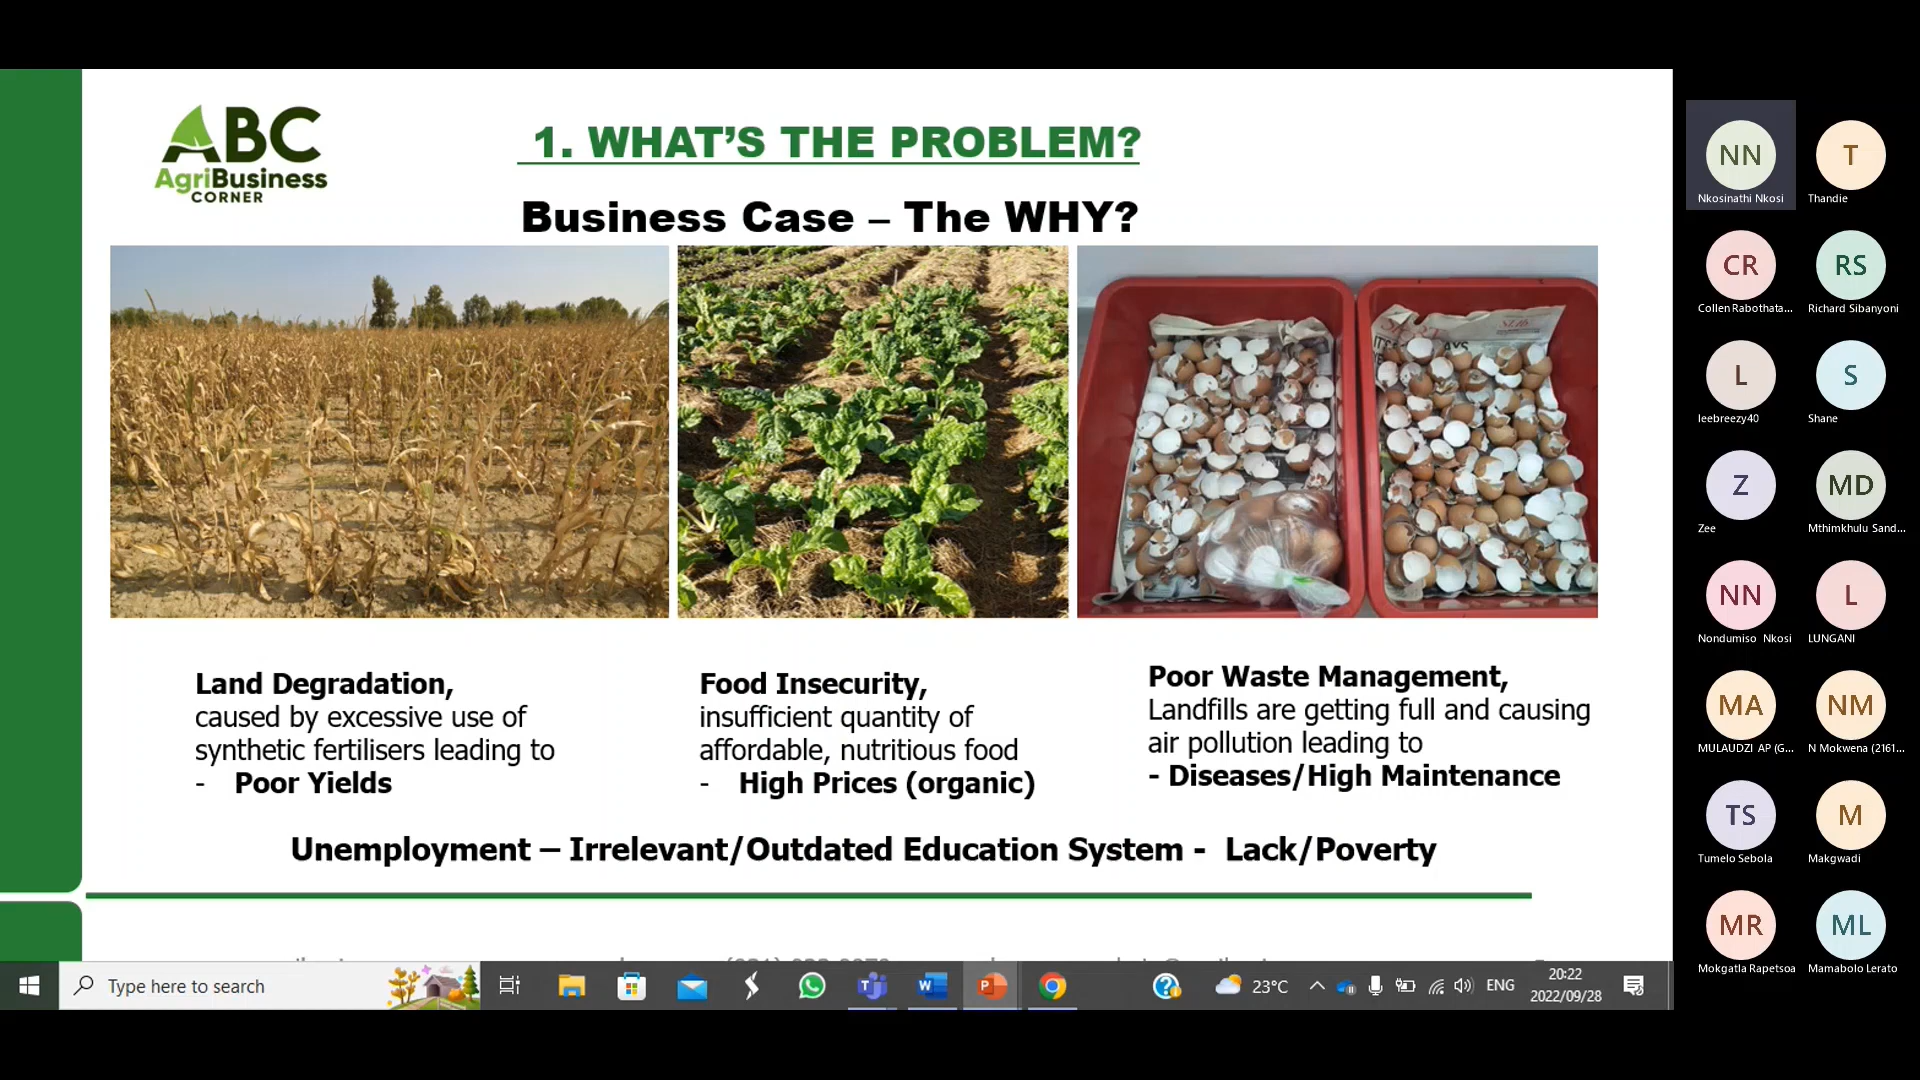 ABC
AgriBusiness
CORNER
1. WHAT’S THE PROBLEM?
Business Case – The WHY?
Land Degradation,
caused by excessive use of
synthetic fertilisers leading to
- Poor Yields
Food Insecurity,
insufficient quantity of
affordable, nutritious food
- High Prices (organic)
Poor Waste Management,
Landfills are getting full and causing
air pollution leading to
- Diseases/High Maintenance
Unemployment – Irrelevant/Outdated Education System - Lack/Poverty
NN
Nkosinathi Nkosi
T
Thandie
CR
Collen Rabothata...
RS
Richard Sibanyoni
L
leebreezy40
S
Shane
Z
Zee
MD
Mthimkhulu Sand...
NN
Nondumiso Nkosi
L
LUNGANI
MA
MULAUDZI AP (G...
NM
N Mokwena (2161...
TS
Tumelo Sebola
M
Makgwadi
MR
Mokgatla Rapetsoa
ML
Mamabolo Lerato
Type here to search
23°C
ENG
20:22
2022/09/28